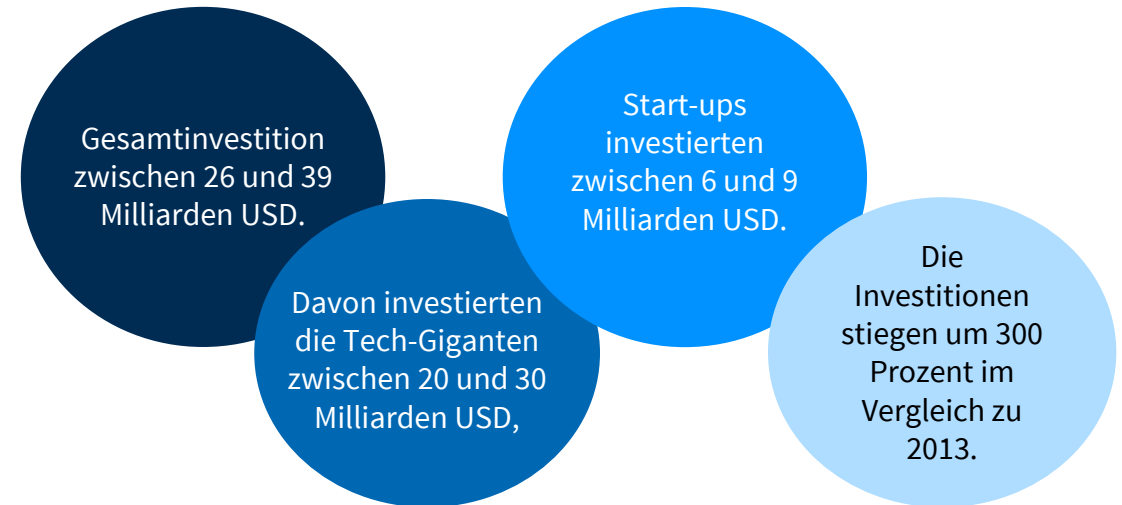 Gesamtinvestition
zwischen 26 und 39
Milliarden USD.
Davon investierten
die Tech-Giganten
zwischen 20 und 30
Milliarden USD,
Start-ups
investierten
zwischen 6 und 9
Milliarden USD.
Die
Investitionen
stiegen um 300
Prozent im
Vergleich zu
2013.